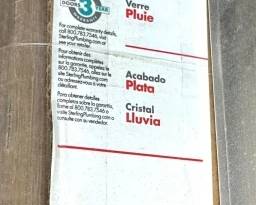 DOORS 3 YEAR
For complete warranty details,
call 800.783.7546, visit
SterlingPlumbing.com or
see your retailer.
Pour obtenir des
informations complètes
sur la garantie, appelez le
800.783.7546, allez sur le
site SterlingPlumbing.com
ou adressez-vous à votre
détaillant.
Para obtener detalles
completos sobre la garantía,
llame al 800.783.7546, visite
SterlingPlumbing.com o
consulte con su vendedor.
Verre
Pluie
Acabado
Plata
Cristal
Lluvia